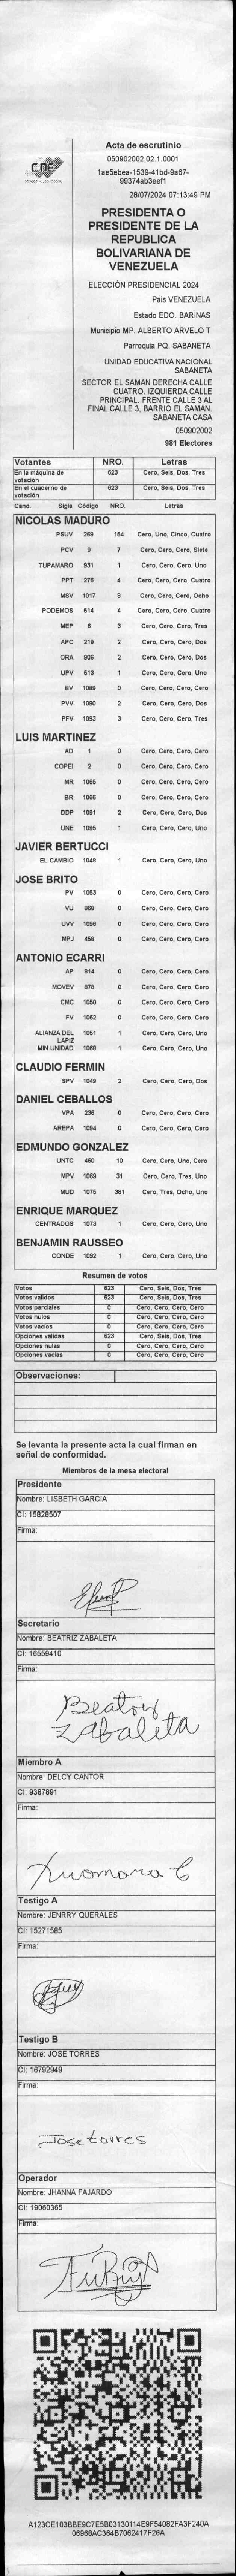 CNE
Acta de escrutinio
050902002.02.1.0001
1ae5ebea-1539-41bd-9a67-
99374ab3eef1
28/07/2024 07:13:49 PM
PRESIDENTA O
PRESIDENTE DE LA
REPUBLICA
BOLIVARIANA DE
VENEZUELA
ELECCIÓN PRESIDENCIAL 2024
País VENEZUELA
Estado EDO. BARINAS
Municipio MP. ALBERTO ARVELO T
Parroquia PQ. SABANETA
UNIDAD EDUCATIVA NACIONAL
SABANETA
SECTOR EL SAMAN DERECHA CALLE
CUATRO. IZQUIERDA CALLE
PRINCIPAL. FRENTE CALLE 3 AL
FINAL CALLE 3, BARRIO EL SAMAN.
SABANETA CASA
050902002
981 Electores
Votantes NRO. Letras
En la máquina de votación 623 Cero, Seis, Dos, Tres
En el cuaderno de votación 623 Cero, Seis, Dos, Tres
Cand. Sigla Código NRO. Letras
NICOLAS MADURO
PSUV 269 154 Cero, Uno, Cinco, Cuatro
PCV 9 7 Cero, Cero, Cero, Siete
TUPAMARO 931 1 Cero, Cero, Cero, Uno
PPT 276 4 Cero, Cero, Cero, Cuatro
MSV 1017 8 Cero, Cero, Cero, Ocho
PODEMOS 514 4 Cero, Cero, Cero, Cuatro
MEP 6 3 Cero, Cero, Cero, Tres
APC 219 2 Cero, Cero, Cero, Dos
ORA 906 2 Cero, Cero, Cero, Dos
UPV 513 1 Cero, Cero, Cero, Uno
EV 1089 0 Cero, Cero, Cero, Cero
PVV 1090 2 Cero, Cero, Cero, Dos
PFV 1093 3 Cero, Cero, Cero, Tres
LUIS MARTINEZ
AD 1 0 Cero, Cero, Cero, Cero
COPEI 2 0 Cero, Cero, Cero, Cero
MR 1065 0 Cero, Cero, Cero, Cero
BR 1066 0 Cero, Cero, Cero, Cero
DDP 1091 2 Cero, Cero, Cero, Dos
UNE 1095 1 Cero, Cero, Cero, Uno
JAVIER BERTUCCI
EL CAMBIO 1048 1 Cero, Cero, Cero, Uno
JOSE BRITO
PV 1053 0 Cero, Cero, Cero, Cero
VU 969 0 Cero, Cero, Cero, Cero
UVV 1096 0 Cero, Cero, Cero, Cero
MPJ 458 0 Cero, Cero, Cero, Cero
ANTONIO ECARRI
AP 914 0 Cero, Cero, Cero, Cero
MOVEV 979 0 Cero, Cero, Cero, Cero
CMC 1050 0 Cero, Cero, Cero, Cero
FV 1062 0 Cero, Cero, Cero, Cero
ALIANZA DEL LAPIZ 1051 1 Cero, Cero, Cero, Uno
MIN UNIDAD 1068 1 Cero, Cero, Cero, Uno
CLAUDIO FERMIN
SPV 1049 2 Cero, Cero, Cero, Dos
DANIEL CEBALLOS
VPA 236 0 Cero, Cero, Cero, Cero
AREPA 1094 0 Cero, Cero, Cero, Cero
EDMUNDO GONZALEZ
UNTC 460 10 Cero, Cero, Uno, Cero
MPV 1069 31 Cero, Cero, Tres, Uno
MUD 1075 381 Cero, Tres, Ocho, Uno
ENRIQUE MARQUEZ
CENTRADOS 1073 1 Cero, Cero, Cero, Uno
BENJAMIN RAUSSEO
CONDE 1092 1 Cero, Cero, Cero, Uno
Resumen de votos
Votos 623 Cero, Seis, Dos, Tres
Votos validos 623 Cero, Seis, Dos, Tres
Votos parciales 0 Cero, Cero, Cero, Cero
Votos nulos 0 Cero, Cero, Cero, Cero
Votos vacios 0 Cero, Cero, Cero, Cero
Opciones validas 623 Cero, Seis, Dos, Tres
Opciones nulas 0 Cero, Cero, Cero, Cero
Opciones vacias 0 Cero, Cero, Cero, Cero
Observaciones:
Se levanta la presente acta la cual firman en
señal de conformidad.
Miembros de la mesa electoral
Presidente
Nombre: LISBETH GARCIA
CI: 15828507
Firma:
Secretario
Nombre: BEATRIZ ZABALETA
CI: 16559410
Firma:
Beatriz
Zabaleta
Miembro A
Nombre: DELCY CANTOR
CI: 9387891
Firma:
Xiomara C
Testigo A
Nombre: JENRRY QUERALES
CI: 15271585
Firma:
Testigo B
Nombre: JOSE TORRES
CI: 16792949
Firma:
Jose torres
Operador
Nombre: JHANNA FAJARDO
CI: 19060365
Firma:
A123CE103BBE9C7E5B03130114E9F54082FA3F240A
06968AC364B7062417F26A